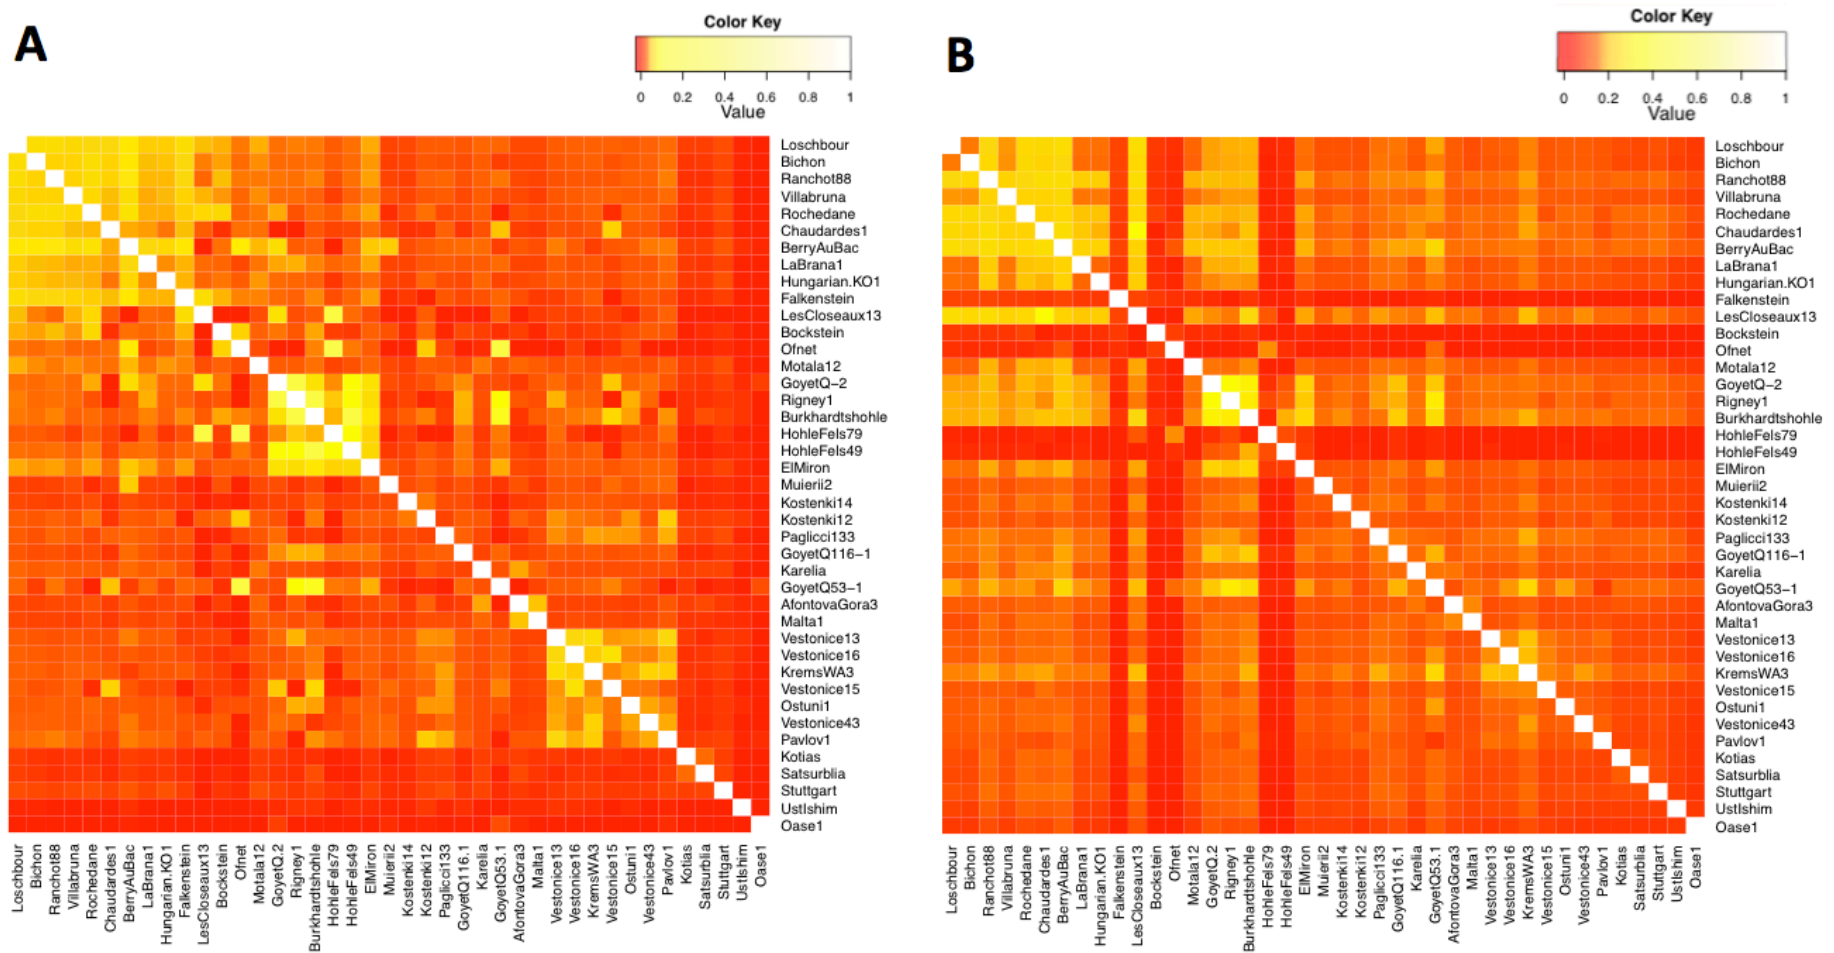 A
Color Key
0 0.2 0.4 0.6 0.8 1
Value
Loschbour
Bichon
Ranchot88
Villabruna
Rochedane
Chaudardes1
BerryAuBac
LaBrana1
Hungarian.KO1
Falkenstein
LesCloseaux13
Bockstein
Ofnet
Motala12
GoyetQ-2
Rigney1
Burkhardtshohle
HohleFels79
HohleFels49
ElMiron
Muierii2
Kostenki14
Kostenki12
Paglicci133
GoyetQ116-1
Karelia
GoyetQ53-1
AfontovaGora3
Malta1
Vestonice13
Vestonice16
KremsWA3
Vestonice15
Ostuni1
Vestonice43
Pavlov1
Kotias
Satsurblia
Stuttgart
UstIshim
Oase1
Loschbour
Bichon
Ranchot88
Villabruna
Rochedane
Chaudardes1
BerryAuBac
LaBrana1
Hungarian.KO1
Falkenstein
LesCloseaux13
Bockstein
Ofnet
Motala12
GoyetQ.2
Rigney1
Burkhardtshohle
HohleFels79
HohleFels49
ElMiron
Muierii2
Kostenki14
Kostenki12
Paglicci133
GoyetQ116.1
Karelia
GoyetQ53.1
AfontovaGora3
Malta1
Vestonice13
Vestonice16
KremsWA3
Vestonice15
Ostuni1
Vestonice43
Pavlov1
Kotias
Satsurblia
Stuttgart
UstIshim
Oase1
B
Color Key
0 0.2 0.4 0.6 0.8 1
Value
Loschbour
Bichon
Ranchot88
Villabruna
Rochedane
Chaudardes1
BerryAuBac
LaBrana1
Hungarian.KO1
Falkenstein
LesCloseaux13
Bockstein
Ofnet
Motala12
GoyetQ-2
Rigney1
Burkhardtshohle
HohleFels79
HohleFels49
ElMiron
Muierii2
Kostenki14
Kostenki12
Paglicci133
GoyetQ116-1
Karelia
GoyetQ53-1
AfontovaGora3
Malta1
Vestonice13
Vestonice16
KremsWA3
Vestonice15
Ostuni1
Vestonice43
Pavlov1
Kotias
Satsurblia
Stuttgart
UstIshim
Oase1
Loschbour
Bichon
Ranchot88
Villabruna
Rochedane
Chaudardes1
BerryAuBac
LaBrana1
Hungarian.KO1
Falkenstein
LesCloseaux13
Bockstein
Ofnet
Motala12
GoyetQ.2
Rigney1
Burkhardtshohle
HohleFels79
HohleFels49
ElMiron
Muierii2
Kostenki14
Kostenki12
Paglicci133
GoyetQ116.1
Karelia
GoyetQ53.1
AfontovaGora3
Malta1
Vestonice13
Vestonice16
KremsWA3
Vestonice15
Ostuni1
Vestonice43
Pavlov1
Kotias
Satsurblia
Stuttgart
UstIshim
Oase1